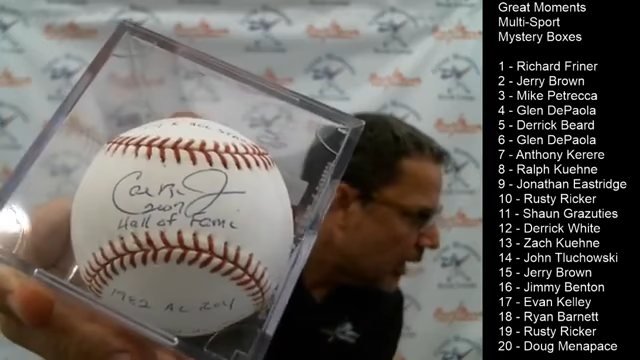 Great Moments
Multi-Sport
Mystery Boxes
1 - Richard Friner
2 - Jerry Brown
3 - Mike Petrecca
4 - Glen DePaola
5 - Derrick Beard
6 - Glen DePaola
7 - Anthony Kerere
8 - Ralph Kuehne
9 - Jonathan Eastridge
10 - Rusty Ricker
11 - Shaun Grazuties
12 - Derrick White
13 - Zach Kuehne
14 - John Tluchowski
15 - Jerry Brown
16 - Jimmy Benton
17 - Evan Kelley
18 - Ryan Barnett
19 - Rusty Ricker
20 - Doug Menapace
2007
Hall of Fame
1982 AL